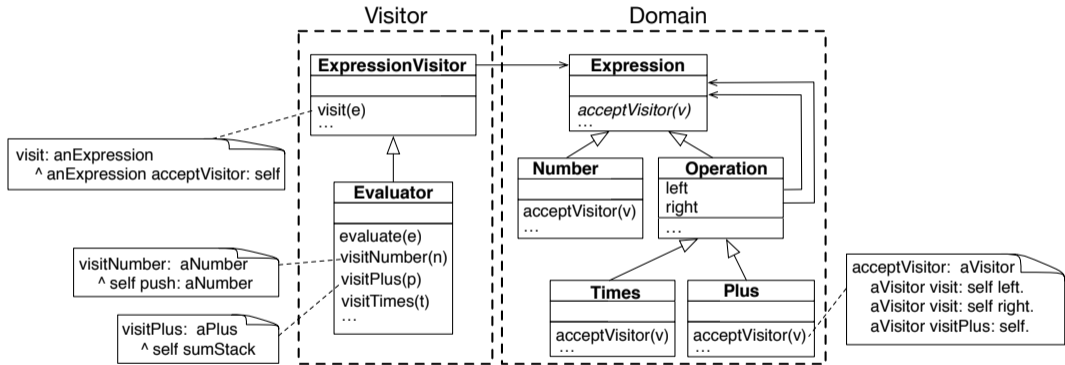 Visitor
Domain
ExpressionVisitor
visit(e)
...
Expression
acceptVisitor(v)
...
visit: anExpression
^ anExpression acceptVisitor: self
Number
acceptVisitor(v)
...
Operation
left
right
...
Evaluator
evaluate(e)
visitNumber(n)
visitPlus(p)
visitTimes(t)
...
visitNumber: aNumber
^ self push: aNumber
visitPlus: aPlus
^ self sumStack
Times
acceptVisitor(v)
...
Plus
acceptVisitor(v)
...
acceptVisitor: aVisitor
aVisitor visit: self left.
aVisitor visit: self right.
aVisitor visitPlus: self.